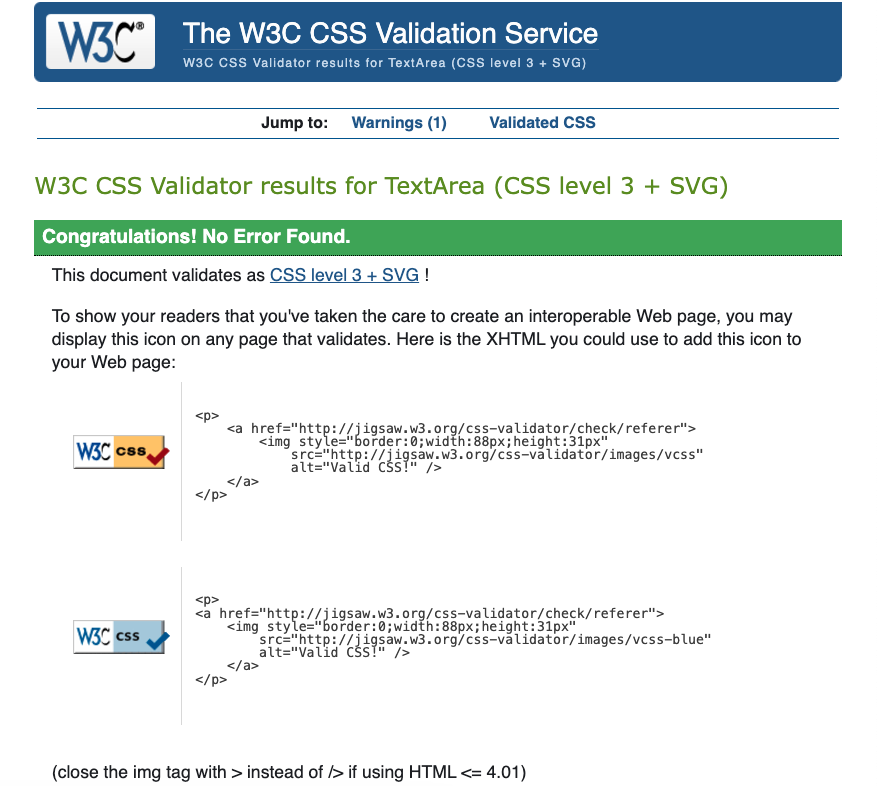 W3C®
The W3C CSS Validation Service
W3C CSS Validator results for TextArea (CSS level 3 + SVG)
Jump to: Warnings (1) Validated CSS
W3C CSS Validator results for TextArea (CSS level 3 + SVG)
Congratulations! No Error Found.
This document validates as CSS level 3 + SVG !
To show your readers that you've taken the care to create an interoperable Web page, you may
display this icon on any page that validates. Here is the XHTML you could use to add this icon to
your Web page:
W3C css
<p>
    <a href="http://jigsaw.w3.org/css-validator/check/referer">
        <img style="border:0;width:88px;height:31px"
            src="http://jigsaw.w3.org/css-validator/images/vcss"
            alt="Valid CSS!" />
    </a>
</p>
W3C css
<p>
<a href="http://jigsaw.w3.org/css-validator/check/referer">
    <img style="border:0;width:88px;height:31px"
        src="http://jigsaw.w3.org/css-validator/images/vcss-blue"
        alt="Valid CSS!" />
    </a>
</p>
(close the img tag with > instead of /> if using HTML <= 4.01)